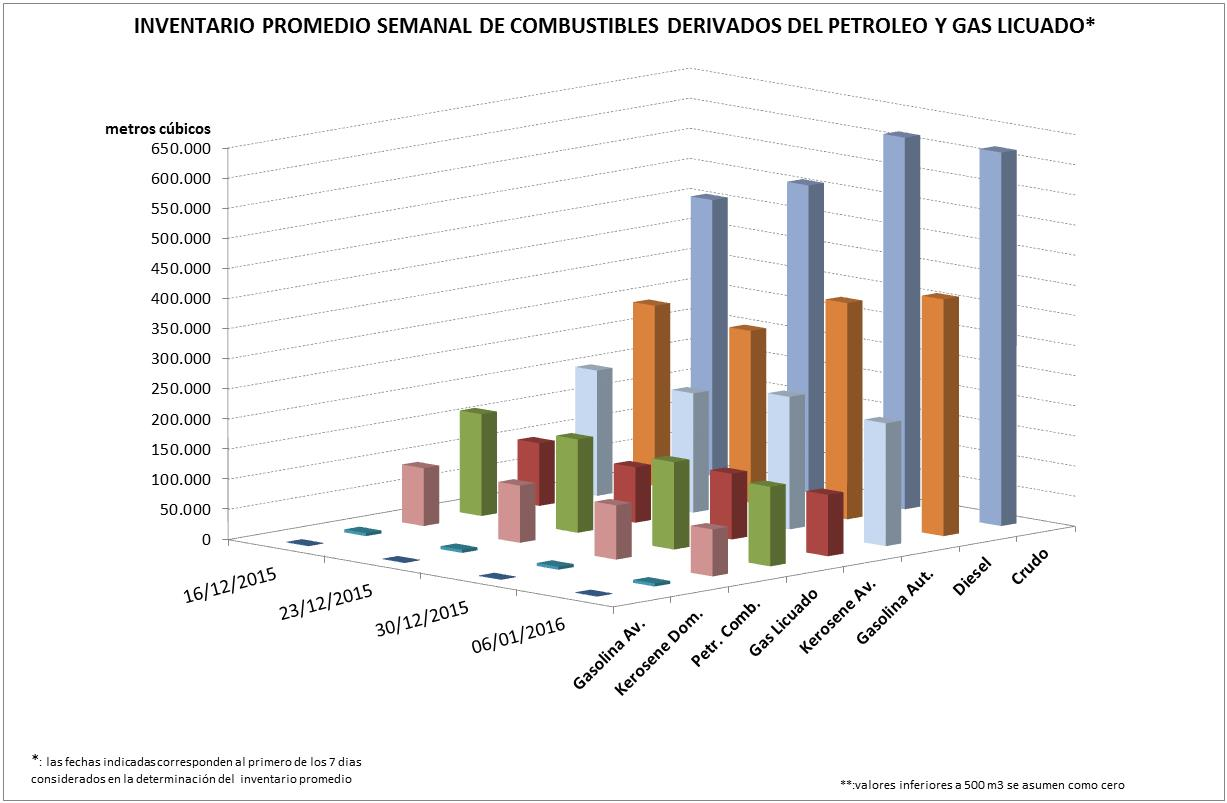 INVENTARIO PROMEDIO SEMANAL DE COMBUSTIBLES DERIVADOS DEL PETROLEO Y GAS LICUADO*
metros cúbicos
650.000
600.000
550.000
500.000
450.000
400.000
350.000
300.000
250.000
200.000
150.000
100.000
50.000
0
16/12/2015
23/12/2015
30/12/2015
06/01/2016
Gasolina Av.
Kerosene Dom.
Petr. Comb.
Gas Licuado
Kerosene Av.
Gasolina Aut.
Diesel
Crudo
*: las fechas indicadas corresponden al primero de los 7 dias
considerados en la determinación del inventario promedio
**:valores inferiores a 500 m3 se asumen como cero